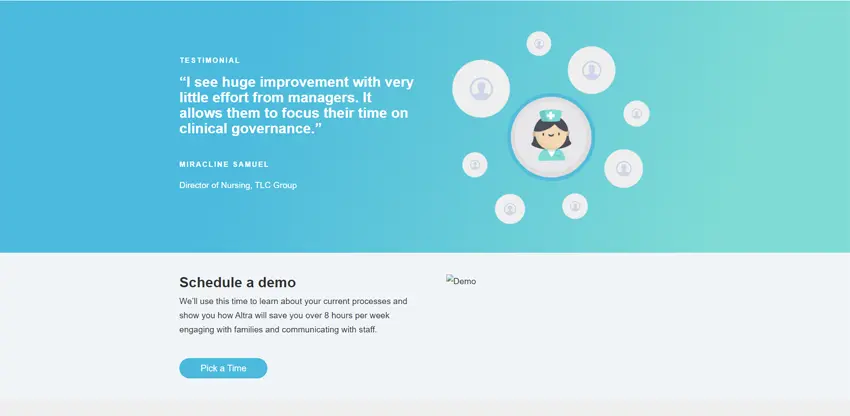 TESTIMONIAL
“I see huge improvement with very
little effort from managers. It
allows them to focus their time on
clinical governance.”
MIRACLINE SAMUEL
Director of Nursing, TLC Group
Schedule a demo
We’ll use this time to learn about your current processes and
show you how Altra will save you over 8 hours per week
engaging with families and communicating with staff.
Pick a Time
Demo